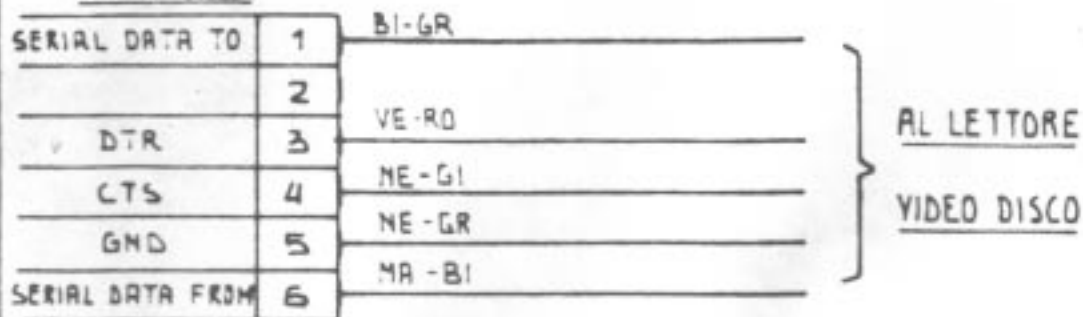 SERIAL DATA TO 1 BI-GR
2
DTR 3 VE-RO
CTS 4 NE-GI
GND 5 NE-GR
SERIAL DATA FROM 6 MA-BI
AL LETTORE
VIDEO DISCO